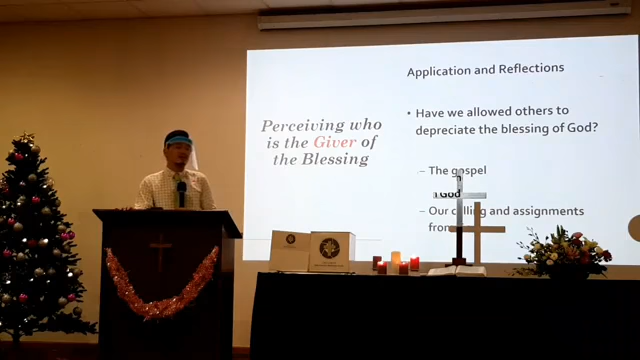 Application and Reflections
Perceiving who
is the Giver of
the Blessing
• Have we allowed others to
depreciate the blessing of God?
– The gospel
God
– Our calling and assignments
from